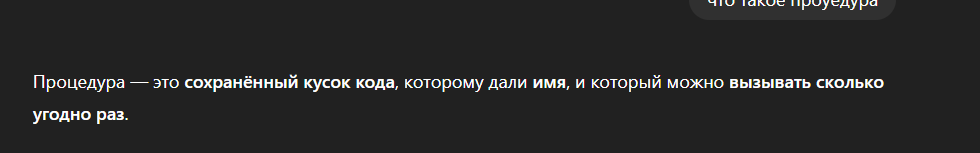 что такое проуедура
Процедура — это сохранённый кусок кода, которому дали имя, и который можно вызывать сколько
угодно раз.